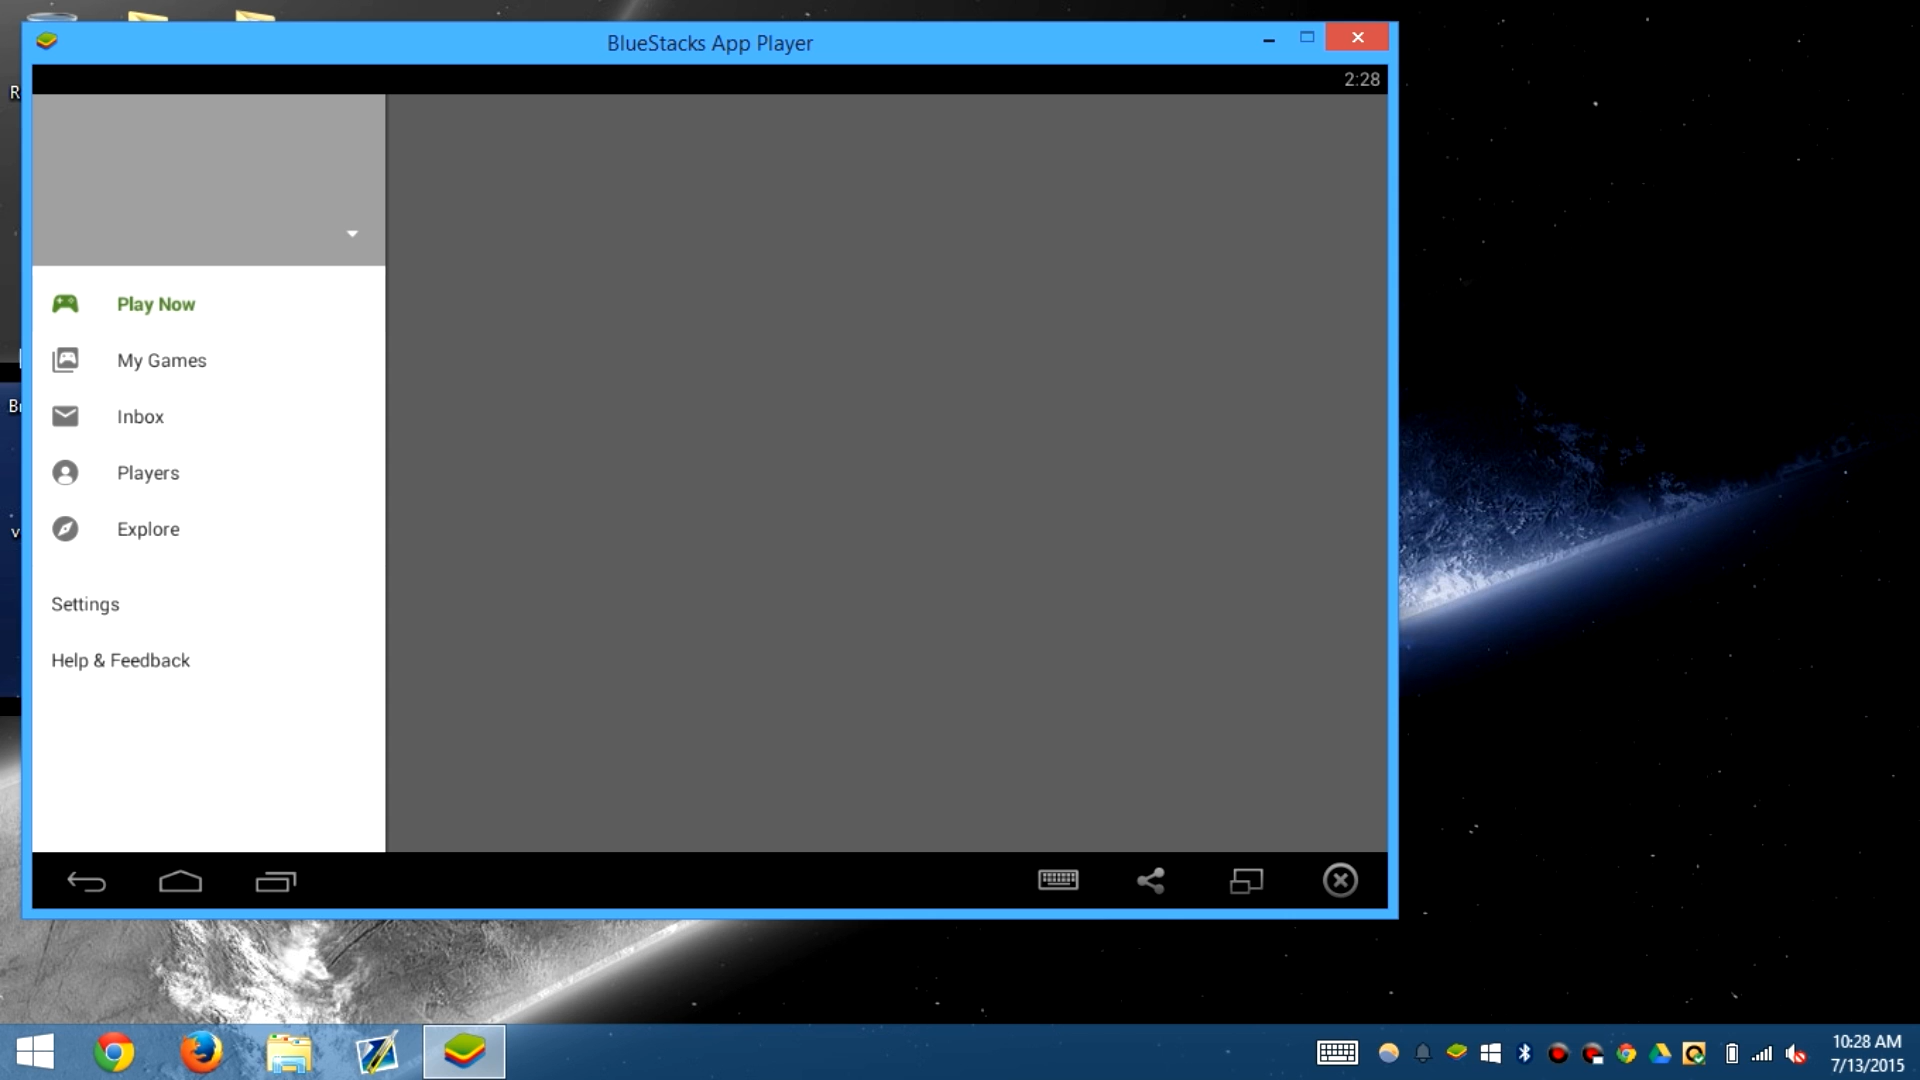 BlueStacks App Player
2:28
Play Now
My Games
Inbox
Players
Explore
Settings
Help & Feedback
10:28 AM
7/13/2015